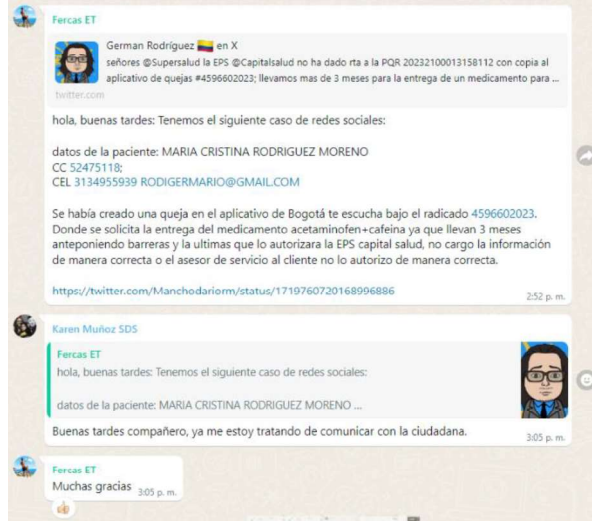 Fercas ET
German Rodríguez 🇨🇴 en X
señores @Supersalud la EPS @Capitalsalud no ha dado rta a la PQR 20232100013158112 con copia al
aplicativo de quejas #4596602023; llevamos mas de 3 meses para la entrega de un medicamento para ...
twitter.com
hola, buenas tardes: Tenemos el siguiente caso de redes sociales:
datos de la paciente: MARIA CRISTINA RODRIGUEZ MORENO
CC 52475118;
CEL 3134955939 RODIGERMARIO@GMAIL.COM
Se había creado una queja en el aplicativo de Bogotá te escucha bajo el radicado 4596602023.
Donde se solicita la entrega del medicamento acetaminofen+cafeina ya que llevan 3 meses
anteponiendo barreras y la ultimas que lo autorizara la EPS capital salud, no cargo la información
de manera correcta o el asesor de servicio al cliente no lo autorizo de manera correcta.
https://twitter.com/Manchodariorm/status/1719760720168996886
2:52 p. m.
Karen Muñoz SDS
Fercas ET
hola, buenas tardes: Tenemos el siguiente caso de redes sociales:
datos de la paciente: MARIA CRISTINA RODRIGUEZ MORENO ...
Buenas tardes compañero, ya me estoy tratando de comunicar con la ciudadana.
3:05 p. m.
Fercas ET
Muchas gracias 3:05 p. m.